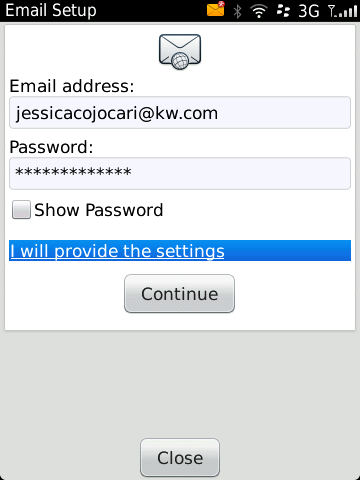 Email Setup 3G
Email address:
jessicacojocari@kw.com
Password:
*************
Show Password
I will provide the settings
Continue
Close